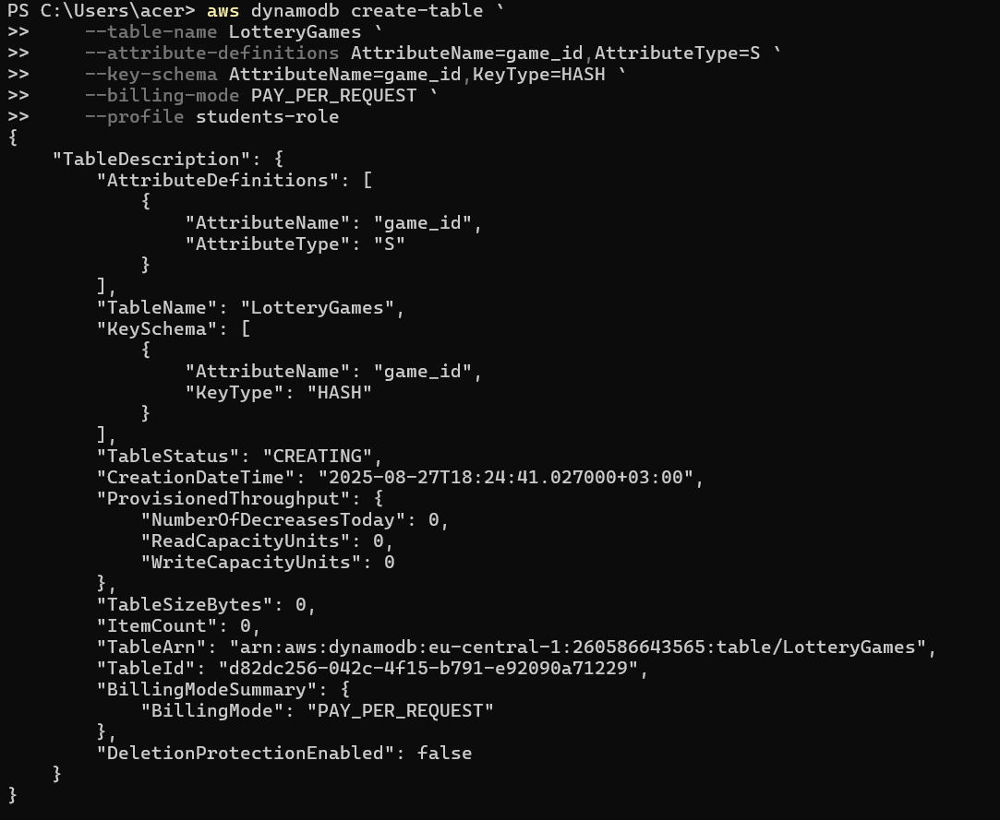 PS C:\Users\acer> aws dynamodb create-table `
>>     --table-name LotteryGames `
>>     --attribute-definitions AttributeName=game_id,AttributeType=S `
>>     --key-schema AttributeName=game_id,KeyType=HASH `
>>     --billing-mode PAY_PER_REQUEST `
>>     --profile students-role
{
    "TableDescription": {
        "AttributeDefinitions": [
            {
                "AttributeName": "game_id",
                "AttributeType": "S"
            }
        ],
        "TableName": "LotteryGames",
        "KeySchema": [
            {
                "AttributeName": "game_id",
                "KeyType": "HASH"
            }
        ],
        "TableStatus": "CREATING",
        "CreationDateTime": "2025-08-27T18:24:41.027000+03:00",
        "ProvisionedThroughput": {
            "NumberOfDecreasesToday": 0,
            "ReadCapacityUnits": 0,
            "WriteCapacityUnits": 0
        },
        "TableSizeBytes": 0,
        "ItemCount": 0,
        "TableArn": "arn:aws:dynamodb:eu-central-1:260586643565:table/LotteryGames",
        "TableId": "d82dc256-042c-4f15-b791-e92090a71229",
        "BillingModeSummary": {
            "BillingMode": "PAY_PER_REQUEST"
        },
        "DeletionProtectionEnabled": false
    }
}